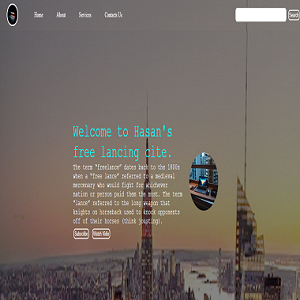 Home About Services Contacts Us Search
Welcome to Hasan's
free lancing cite.
The term "freelance" dates back to the 1800s
when a "free lance" referred to a medieval
mercenary who would fight for whichever
nation or person paid them the most. The term
"lance" referred to the long weapon that
knights on horseback used to knock opponents
off of their horses (think jousting).
Subscribe Watch Vide